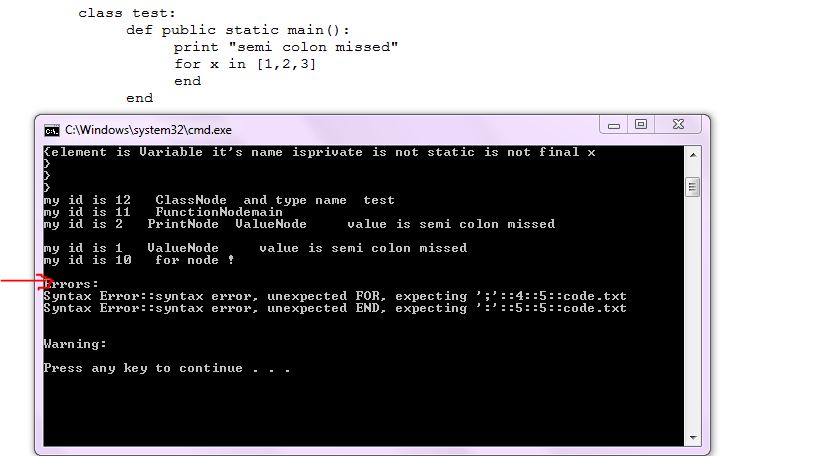 class test:
def public static main():
print "semi colon missed"
for x in [1,2,3]
end
end
C:\Windows\system32\cmd.exe
{element is Variable it's name isprivate is not static is not final x
}
}
}
my id is 12 ClassNode and type name test
my id is 11 FunctionNodemain
my id is 2 PrintNode ValueNode value is semi colon missed
my id is 1 ValueNode value is semi colon missed
my id is 10 for node !
Errors:
Syntax Error::syntax error, unexpected FOR, expecting ';'::4::5::code.txt
Syntax Error::syntax error, unexpected END, expecting ':'::5::5::code.txt
Warning:
Press any key to continue . . .